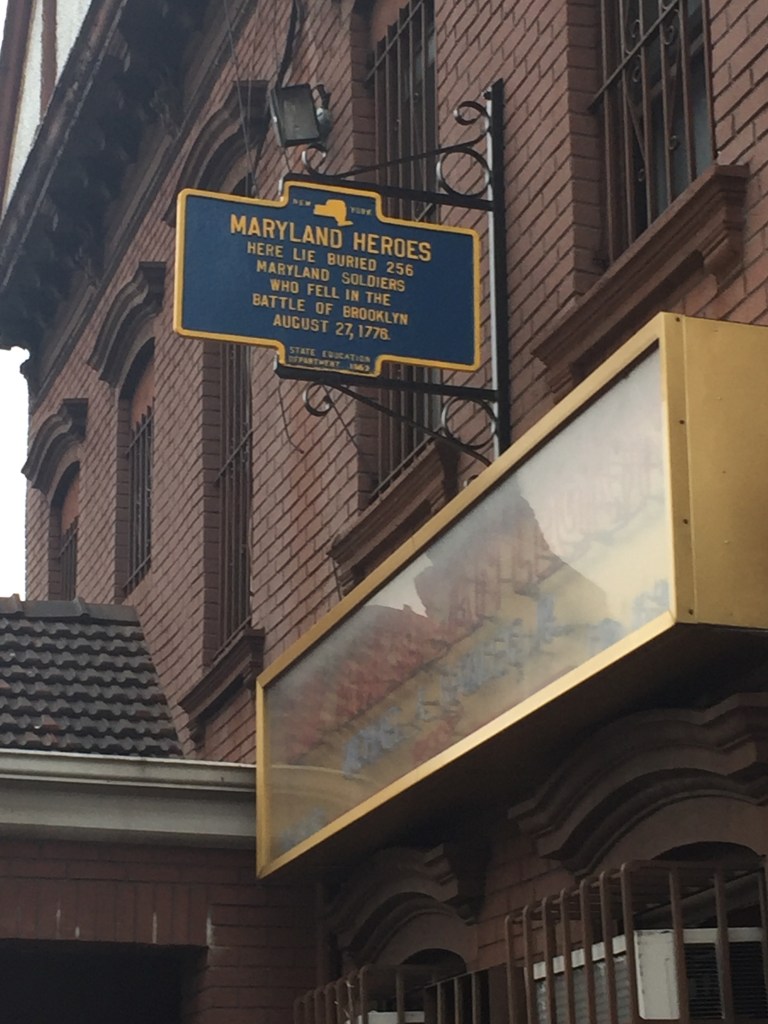 NEW YORK
MARYLAND HEROES
HERE LIE BURIED 256
MARYLAND SOLDIERS
WHO FELL IN THE
BATTLE OF BROOKLYN
AUGUST 27, 1776.
STATE EDUCATION
DEPARTMENT 1963